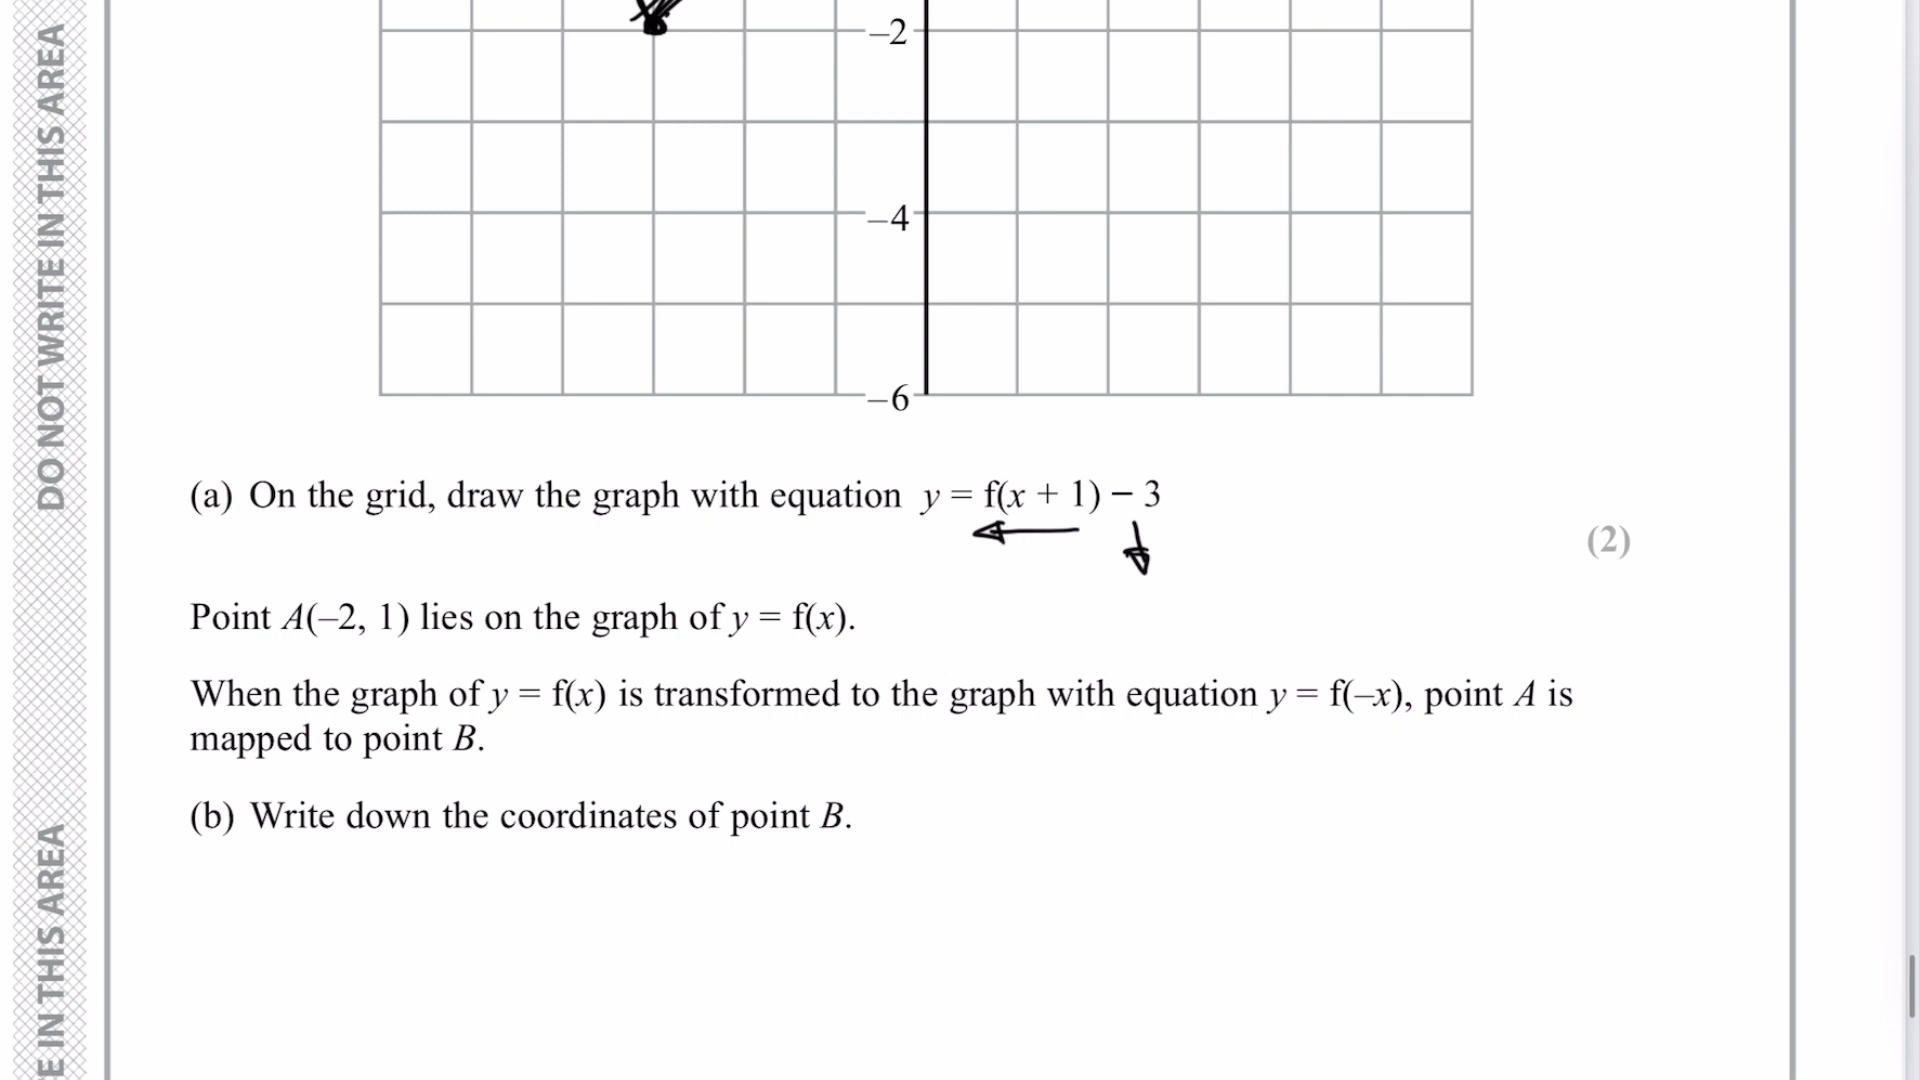 DO NOT WRITE IN THIS AREA
–2
–4
–6
(a) On the grid, draw the graph with equation y = f(x + 1) – 3
(2)
Point A(–2, 1) lies on the graph of y = f(x).
When the graph of y = f(x) is transformed to the graph with equation y = f(–x), point A is
mapped to point B.
(b) Write down the coordinates of point B.
E IN THIS AREA